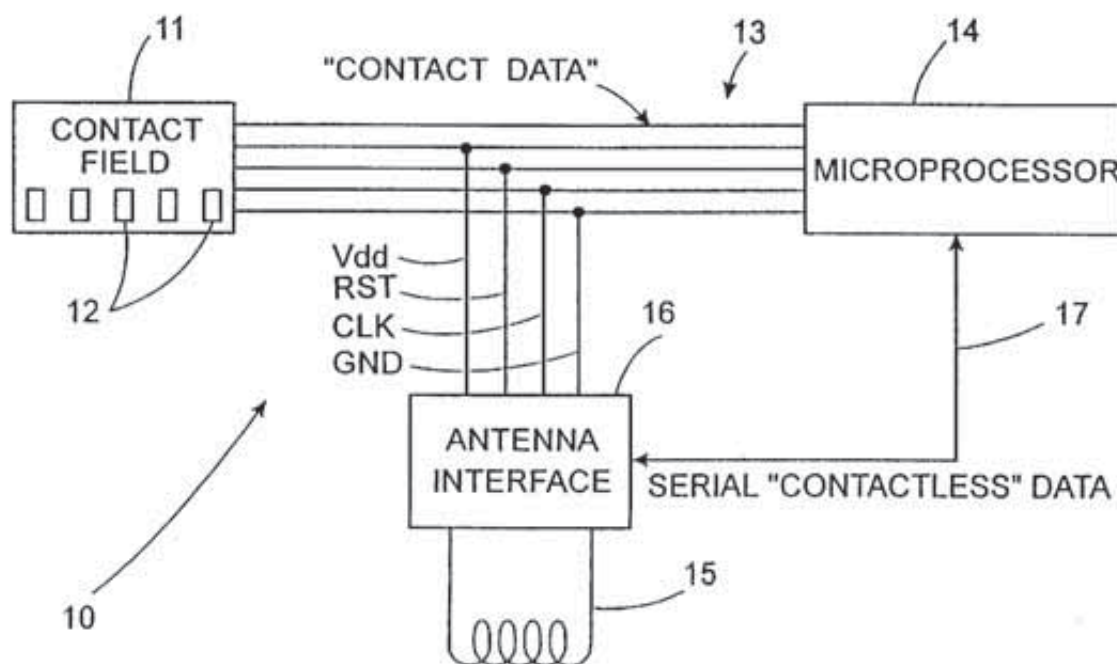 11
13
14
"CONTACT DATA"
CONTACT
FIELD
MICROPROCESSOR
Vdd
RST
CLK
GND
12
16
17
ANTENNA
INTERFACE
SERIAL "CONTACTLESS" DATA
15
10